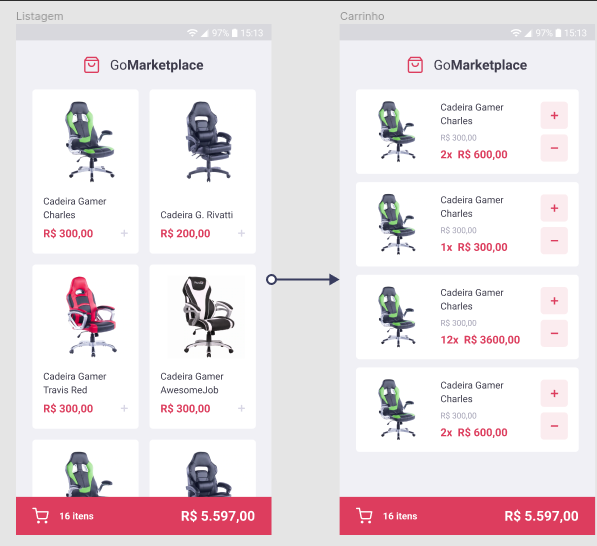 Listagem
97% 15:13
GoMarketplace
Cadeira Gamer
Charles
R$ 300,00 +
Cadeira G. Rivatti
R$ 200,00 +
Cadeira Gamer
Travis Red
R$ 300,00 +
Cadeira Gamer
AwesomeJob
R$ 300,00 +
16 itens
R$ 5.597,00
Carrinho
97% 15:13
GoMarketplace
Cadeira Gamer
Charles
R$ 300,00
2x R$ 600,00
+
−
Cadeira Gamer
Charles
R$ 300,00
1x R$ 300,00
+
−
Cadeira Gamer
Charles
R$ 300,00
12x R$ 3600,00
+
−
Cadeira Gamer
Charles
R$ 300,00
2x R$ 600,00
+
−
16 itens
R$ 5.597,00